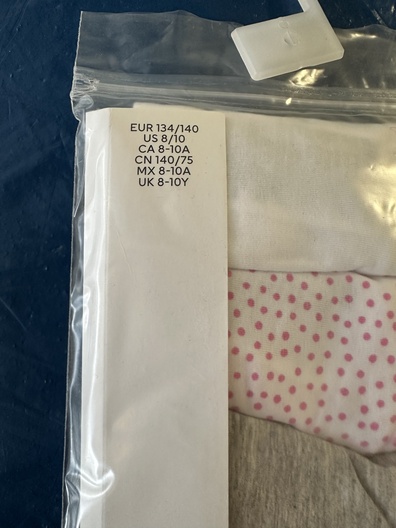 EUR 134/140
US 8/10
CA 8-10A
CN 140/75
MX 8-10A
UK 8-10Y